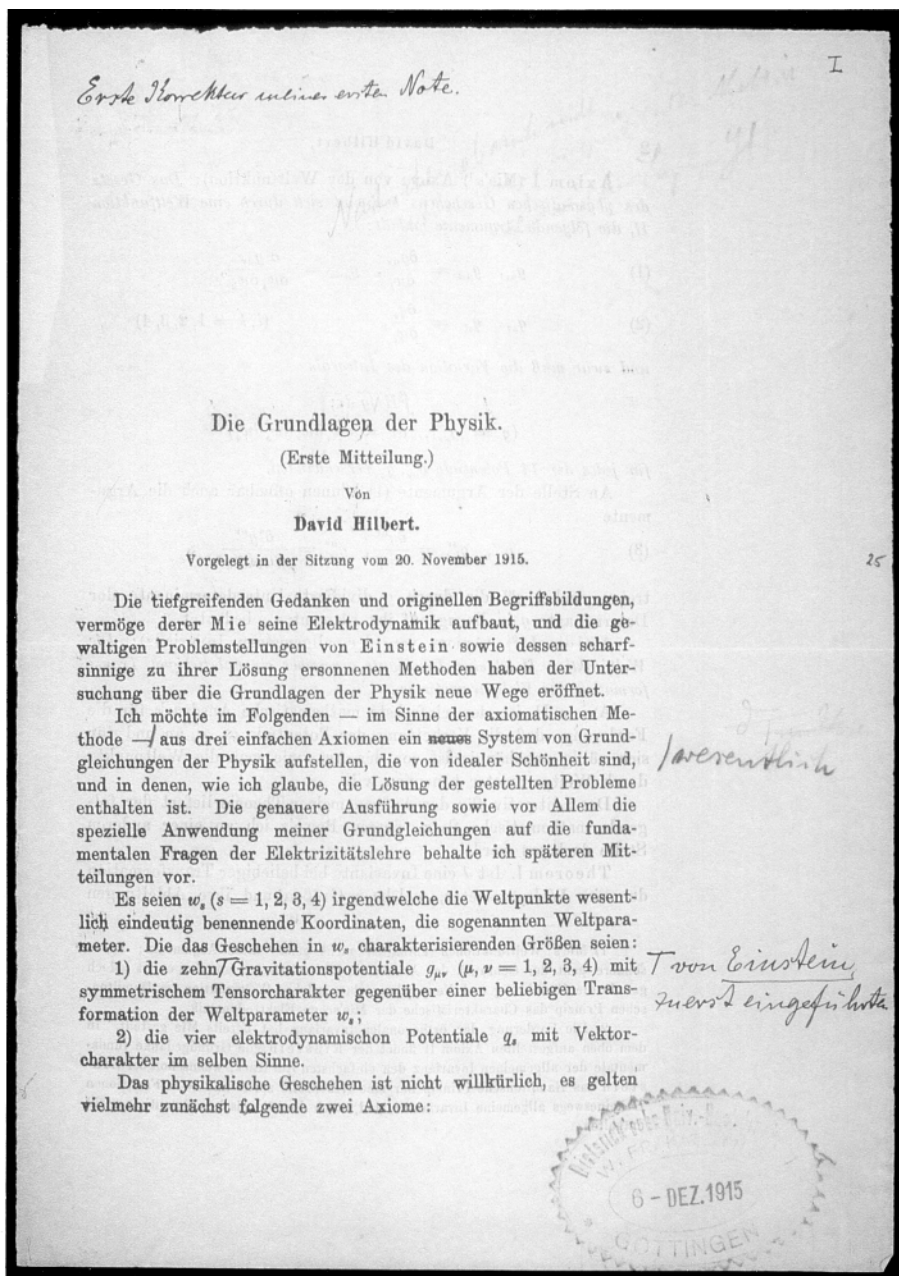 I
Erste Korrektur meiner ersten Note.
Die Grundlagen der Physik.
(Erste Mitteilung.)
Von
David Hilbert.
Vorgelegt in der Sitzung vom 20. November 1915.
25
Die tiefgreifenden Gedanken und originellen Begriffsbildungen,
vermöge derer Mie seine Elektrodynamik aufbaut, und die ge-
waltigen Problemstellungen von Einstein sowie dessen scharf-
sinnige zu ihrer Lösung ersonnenen Methoden haben der Unter-
suchung über die Grundlagen der Physik neue Wege eröffnet.
Ich möchte im Folgenden — im Sinne der axiomatischen Me-
thode — aus drei einfachen Axiomen ein neues System von Grund-
gleichungen der Physik aufstellen, die von idealer Schönheit sind,
und in denen, wie ich glaube, die Lösung der gestellten Probleme
enthalten ist. Die genauere Ausführung sowie vor Allem die
spezielle Anwendung meiner Grundgleichungen auf die funda-
mentalen Fragen der Elektrizitätslehre behalte ich späteren Mit-
teilungen vor.
/wesentlich
Es seien wₛ (s = 1, 2, 3, 4) irgendwelche die Weltpunkte wesent-
lich eindeutig benennende Koordinaten, die sogenannten Weltpara-
meter. Die das Geschehen in wₛ charakterisierenden Größen seien:
1) die zehn Gravitationspotentiale gμν (μ, ν = 1, 2, 3, 4) mit
symmetrischem Tensorcharakter gegenüber einer beliebigen Trans-
formation der Weltparameter wₛ;
von Einstein
zuerst eingeführten
2) die vier elektrodynamischon Potentiale qₛ mit Vektor-
charakter im selben Sinne.
Das physikalische Geschehen ist nicht willkürlich, es gelten
vielmehr zunächst folgende zwei Axiome:
6 - DEZ.1915
GÖTTINGEN